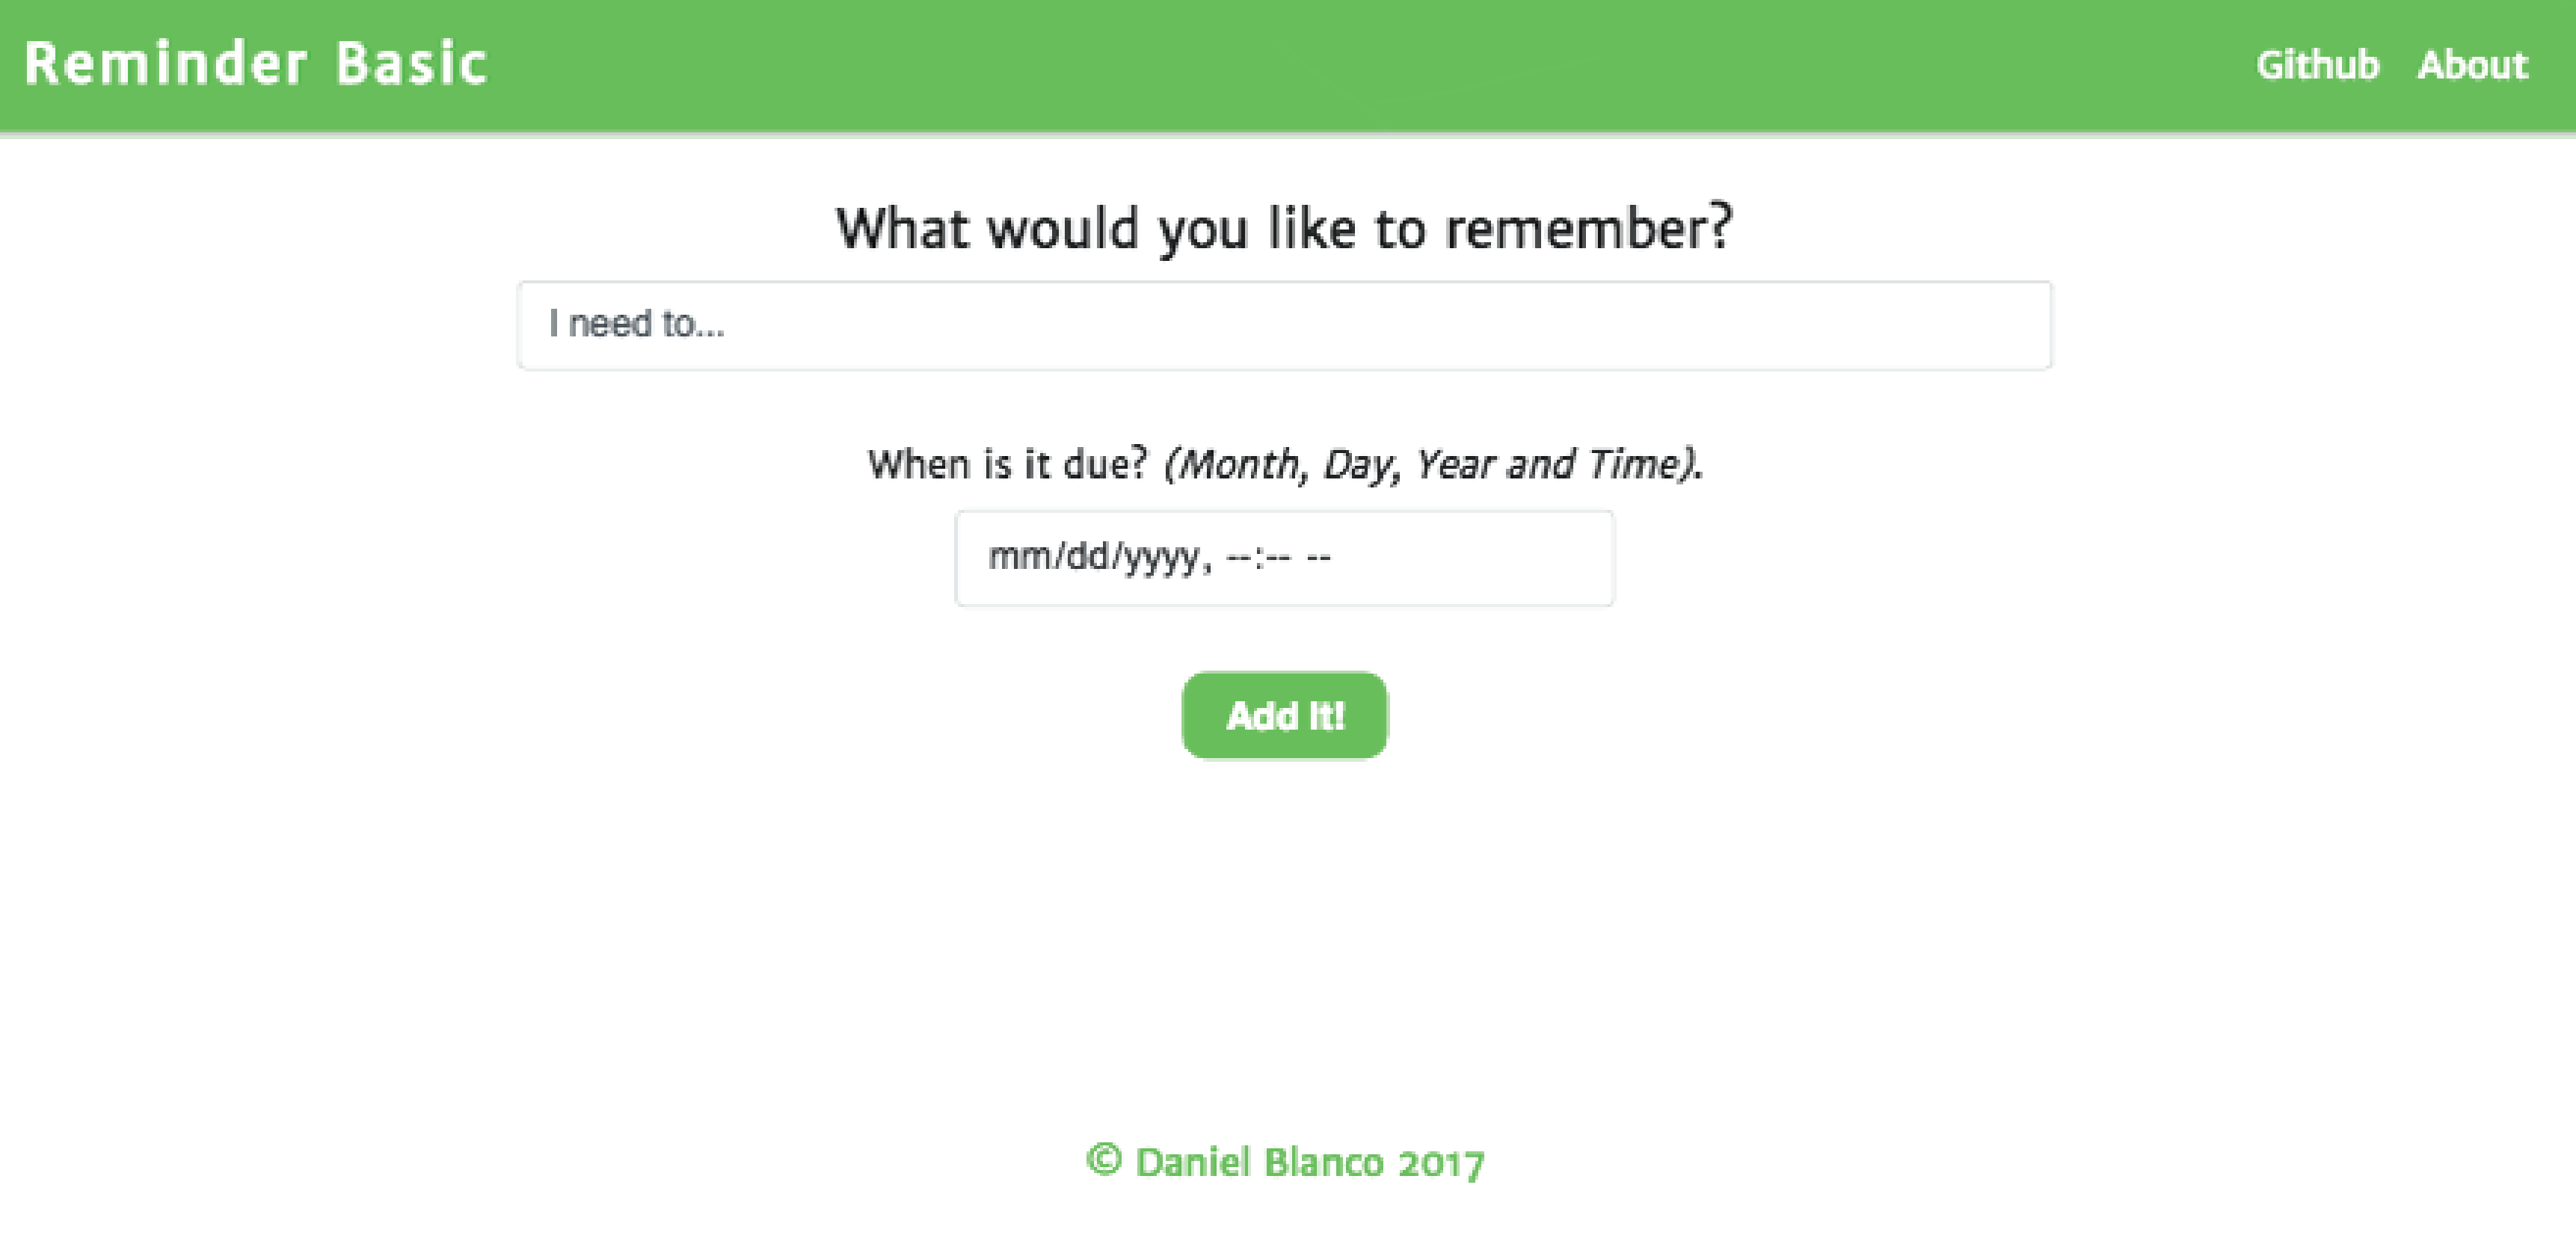 Reminder Basic
Github About
What would you like to remember?
I need to...
When is it due? (Month, Day, Year and Time).
mm/dd/yyyy, --:-- --
Add It!
© Daniel Blanco 2017